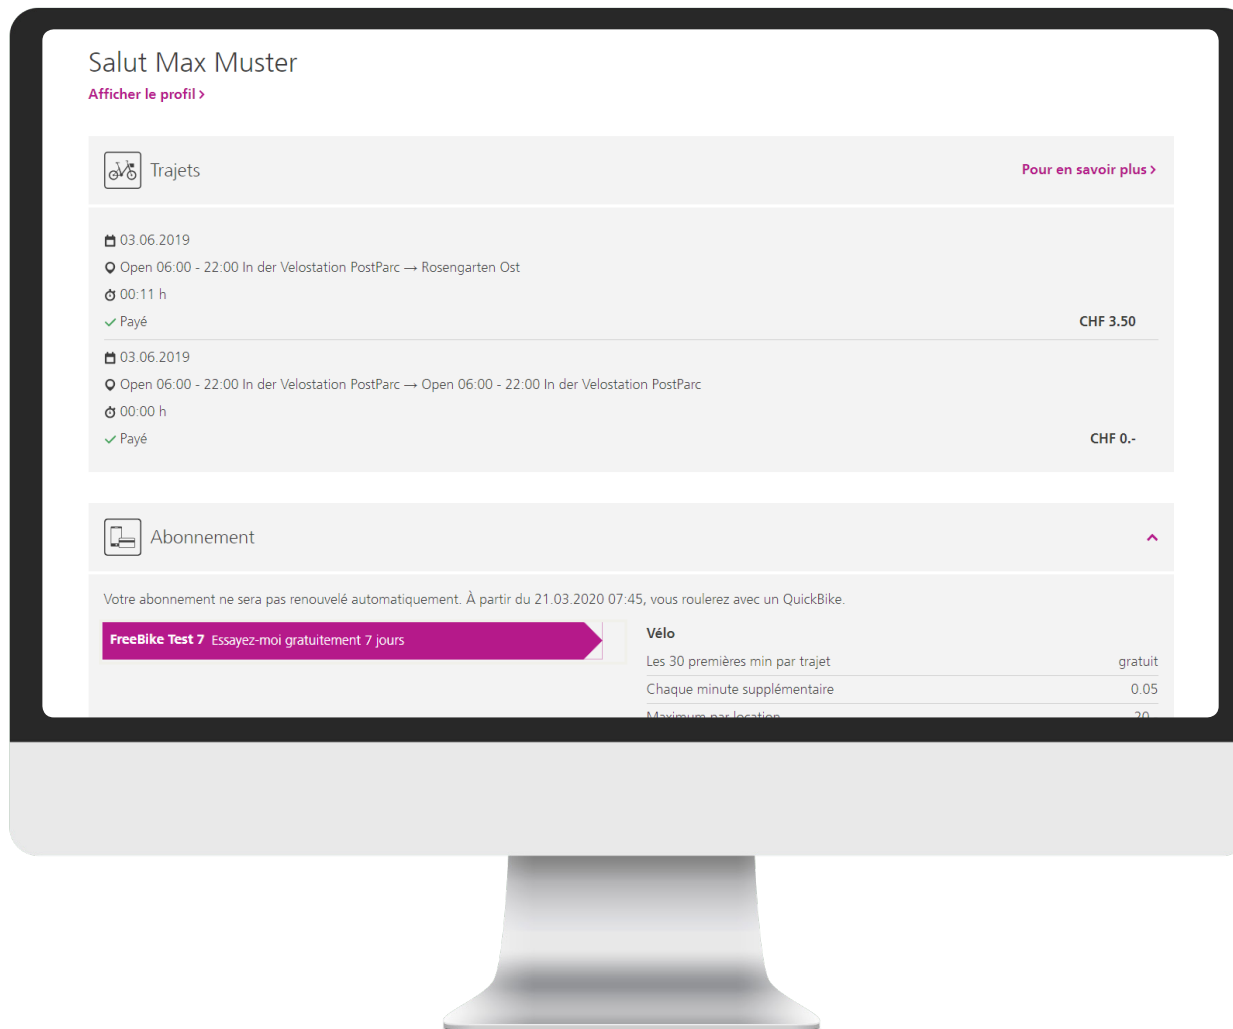 Salut Max Muster
Afficher le profil >
Trajets
Pour en savoir plus >
03.06.2019
Open 06:00 - 22:00 In der Velostation PostParc → Rosengarten Ost
00:11 h
Payé
CHF 3.50
03.06.2019
Open 06:00 - 22:00 In der Velostation PostParc → Open 06:00 - 22:00 In der Velostation PostParc
00:00 h
Payé
CHF 0.-
Abonnement
Votre abonnement ne sera pas renouvelé automatiquement. À partir du 21.03.2020 07:45, vous roulerez avec un QuickBike.
FreeBike Test 7 Essayez-moi gratuitement 7 jours
Vélo
Les 30 premières min par trajet gratuit
Chaque minute supplémentaire 0.05
Maximum par location 20